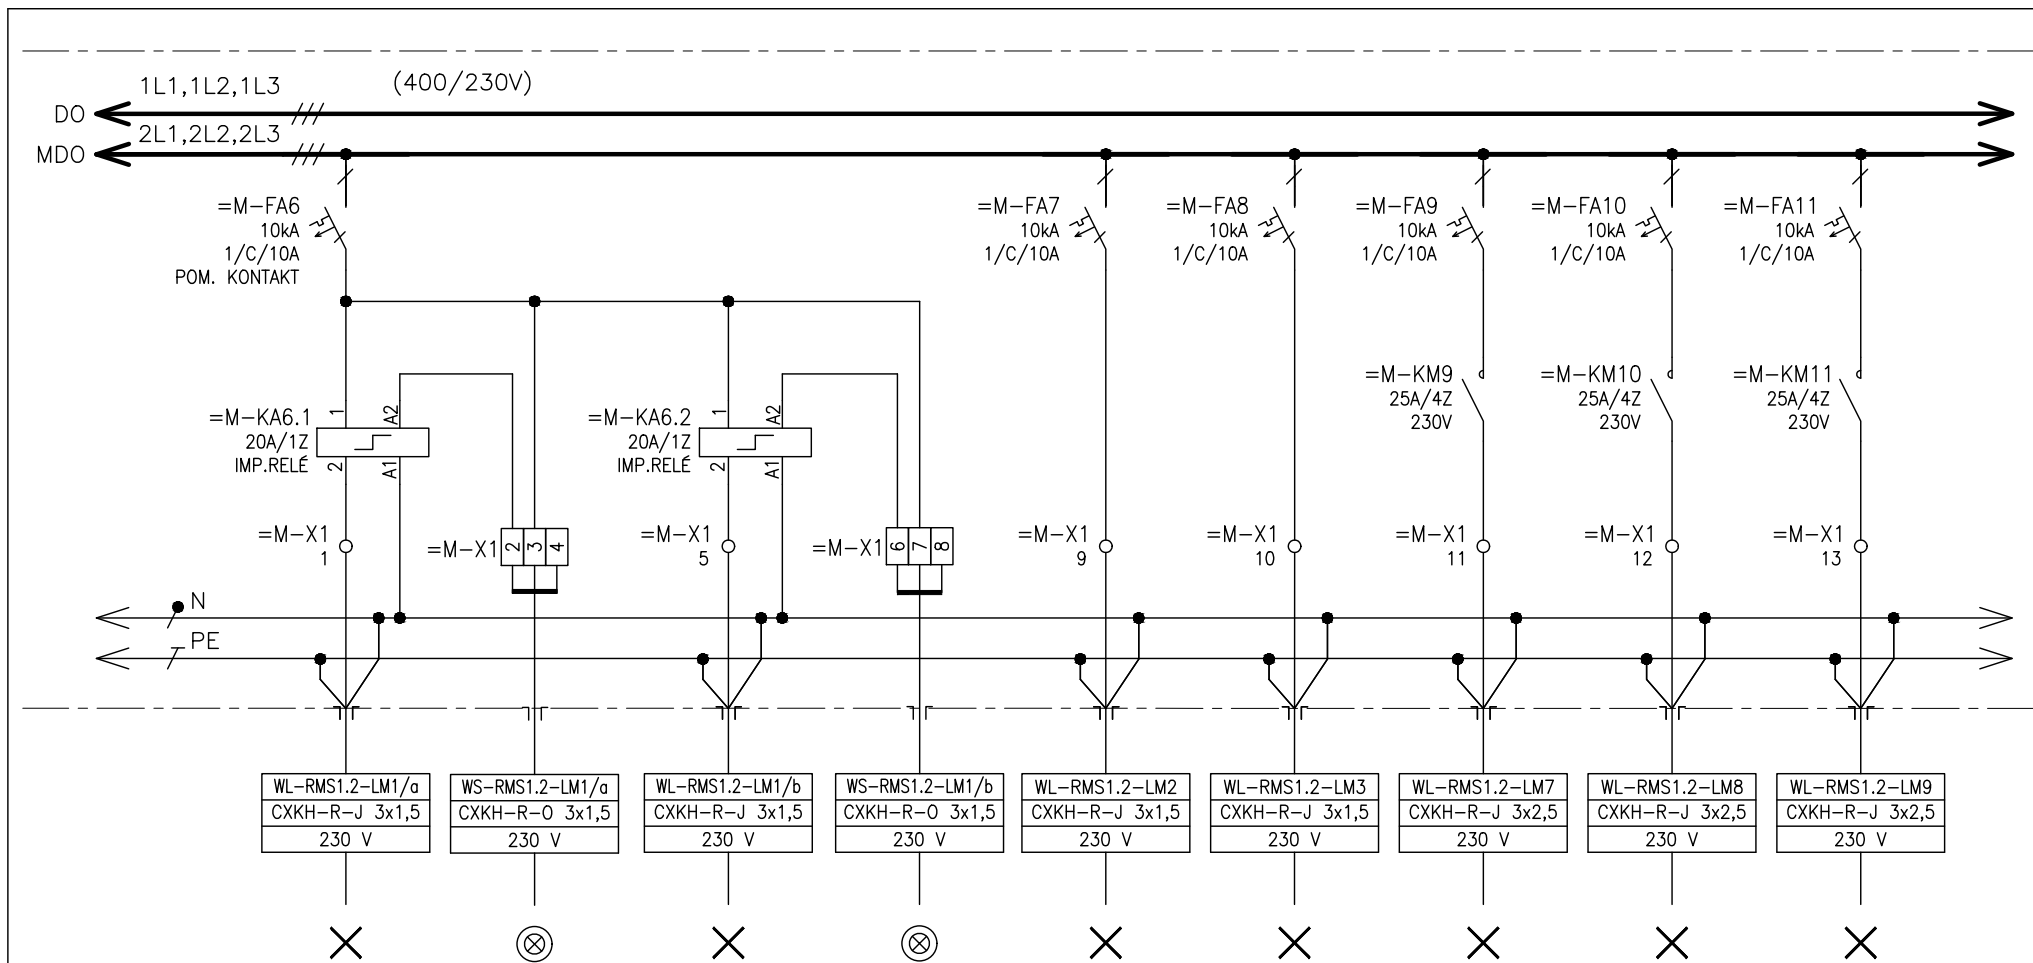 1L1,1L2,1L3
(400/230V)
DO
2L1,2L2,2L3
MDO
=M-FA6
10kA
1/C/10A
POM. KONTAKT
=M-FA7
10kA
1/C/10A
=M-FA8
10kA
1/C/10A
=M-FA9
10kA
1/C/10A
=M-FA10
10kA
1/C/10A
=M-FA11
10kA
1/C/10A
=M-KA6.1
20A/1Z
IMP.RELÉ
1
2
A2
A1
=M-KA6.2
20A/1Z
IMP.RELÉ
1
2
A2
A1
=M-KM9
25A/4Z
230V
=M-KM10
25A/4Z
230V
=M-KM11
25A/4Z
230V
=M-X1
1
=M-X1 2 3 4
=M-X1
5
=M-X1 6 7 8
=M-X1
9
=M-X1
10
=M-X1
11
=M-X1
12
=M-X1
13
N
PE
WL-RMS1.2-LM1/a
CXKH-R-J 3x1,5
230 V
WS-RMS1.2-LM1/a
CXKH-R-O 3x1,5
230 V
WL-RMS1.2-LM1/b
CXKH-R-J 3x1,5
230 V
WS-RMS1.2-LM1/b
CXKH-R-O 3x1,5
230 V
WL-RMS1.2-LM2
CXKH-R-J 3x1,5
230 V
WL-RMS1.2-LM3
CXKH-R-J 3x1,5
230 V
WL-RMS1.2-LM7
CXKH-R-J 3x2,5
230 V
WL-RMS1.2-LM8
CXKH-R-J 3x2,5
230 V
WL-RMS1.2-LM9
CXKH-R-J 3x2,5
230 V